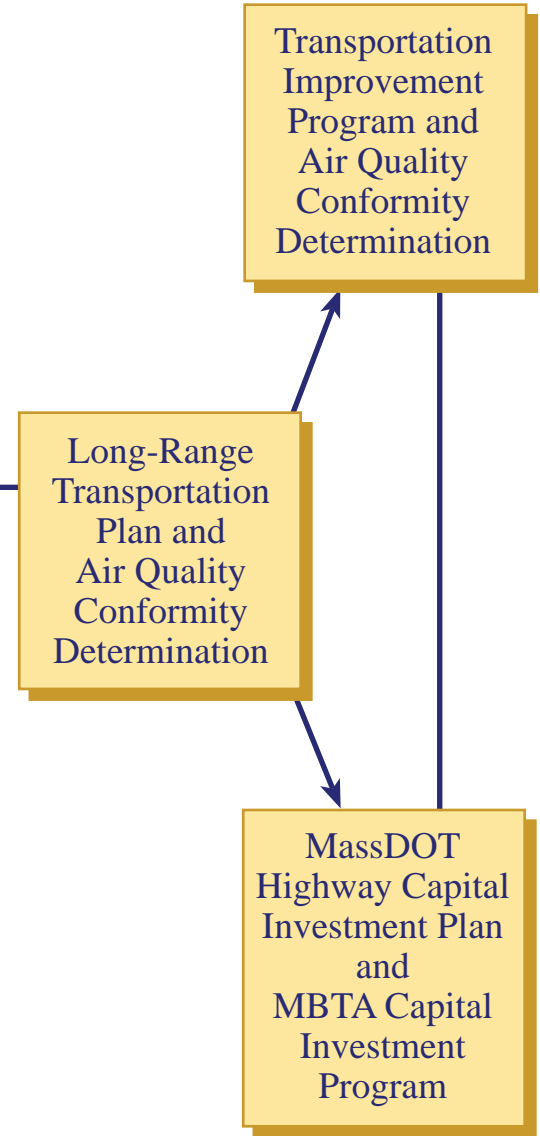 Transportation
Improvement
Program and
Air Quality
Conformity
Determination
Long-Range
Transportation
Plan and
Air Quality
Conformity
Determination
MassDOT
Highway Capital
Investment Plan
and
MBTA Capital
Investment
Program